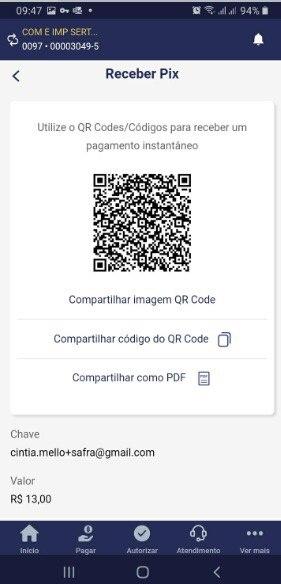 09:47 94%
COM E IMP SERT...
0097 • 00003049-5
Receber Pix
Utilize o QR Codes/Códigos para receber um
pagamento instantâneo
Compartilhar imagem QR Code
Compartilhar código do QR Code
Compartilhar como PDF
Chave
cintia.mello+safra@gmail.com
Valor
R$ 13,00
Início Pagar Autorizar Atendimento Ver mais